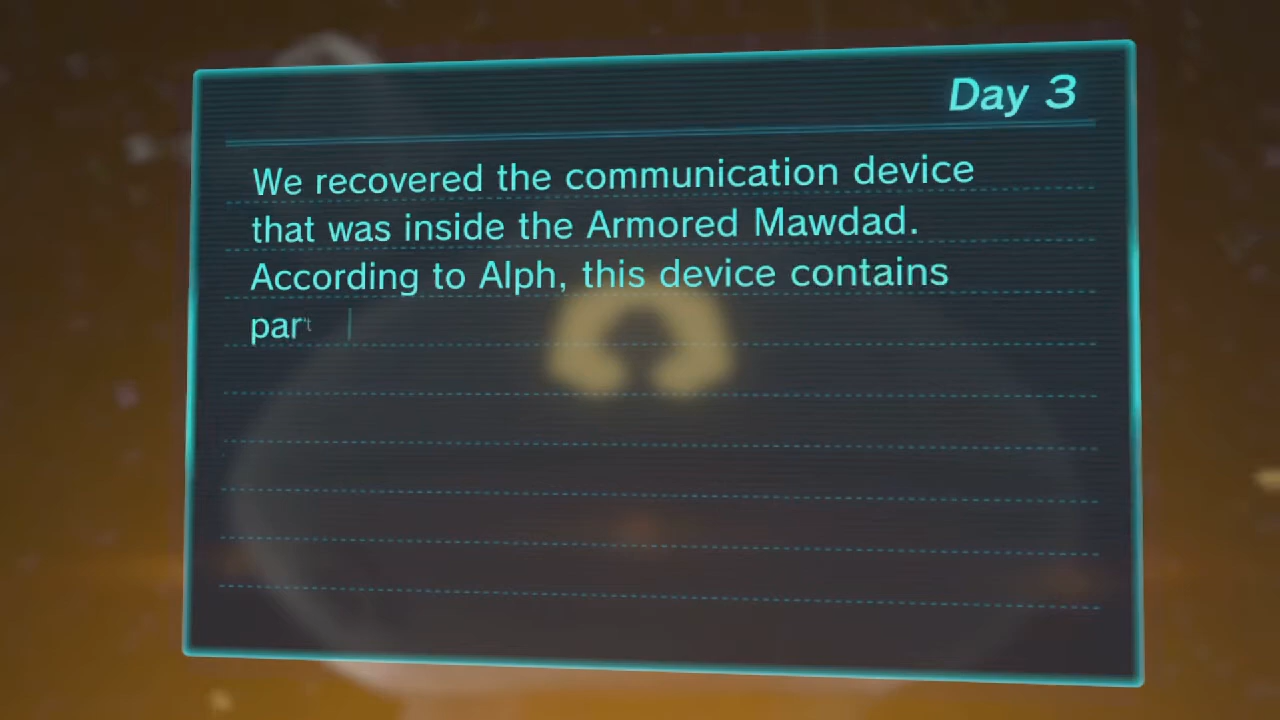 Day 3
We recovered the communication device
that was inside the Armored Mawdad.
According to Alph, this device contains
part